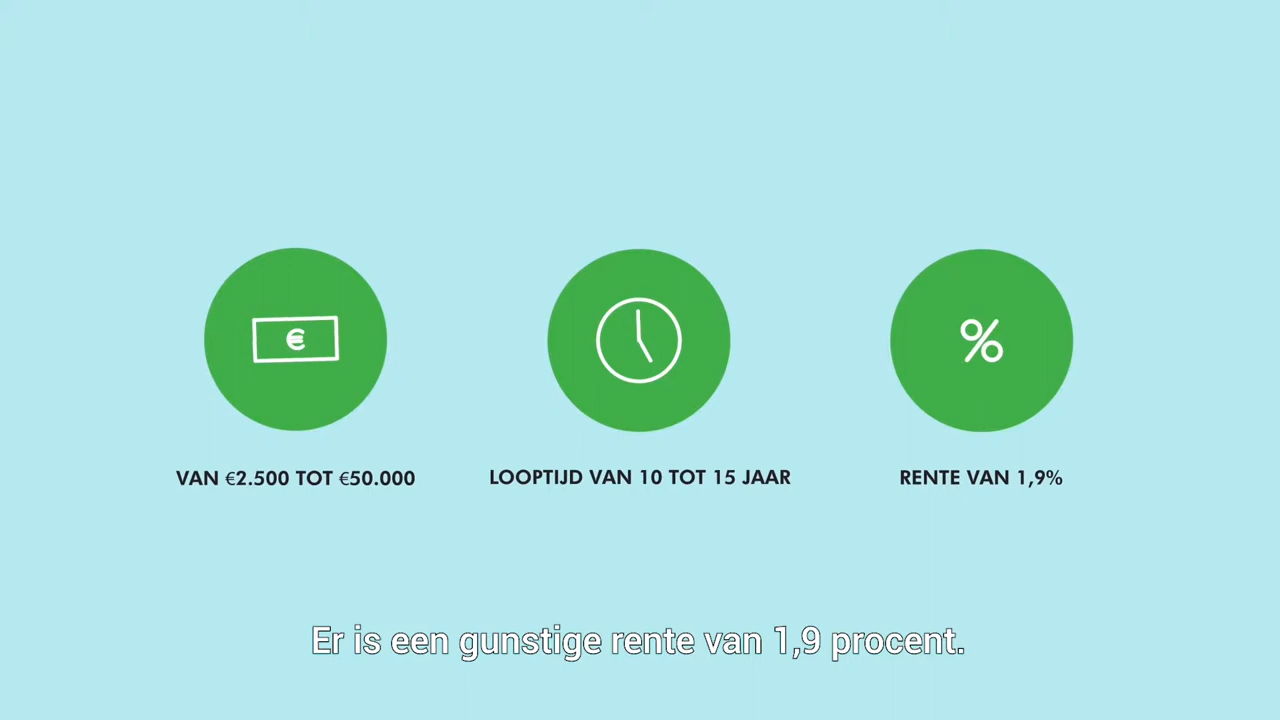 €
%
VAN €2.500 TOT €50.000
LOOPTIJD VAN 10 TOT 15 JAAR
RENTE VAN 1,9%
Er is een gunstige rente van 1,9 procent.